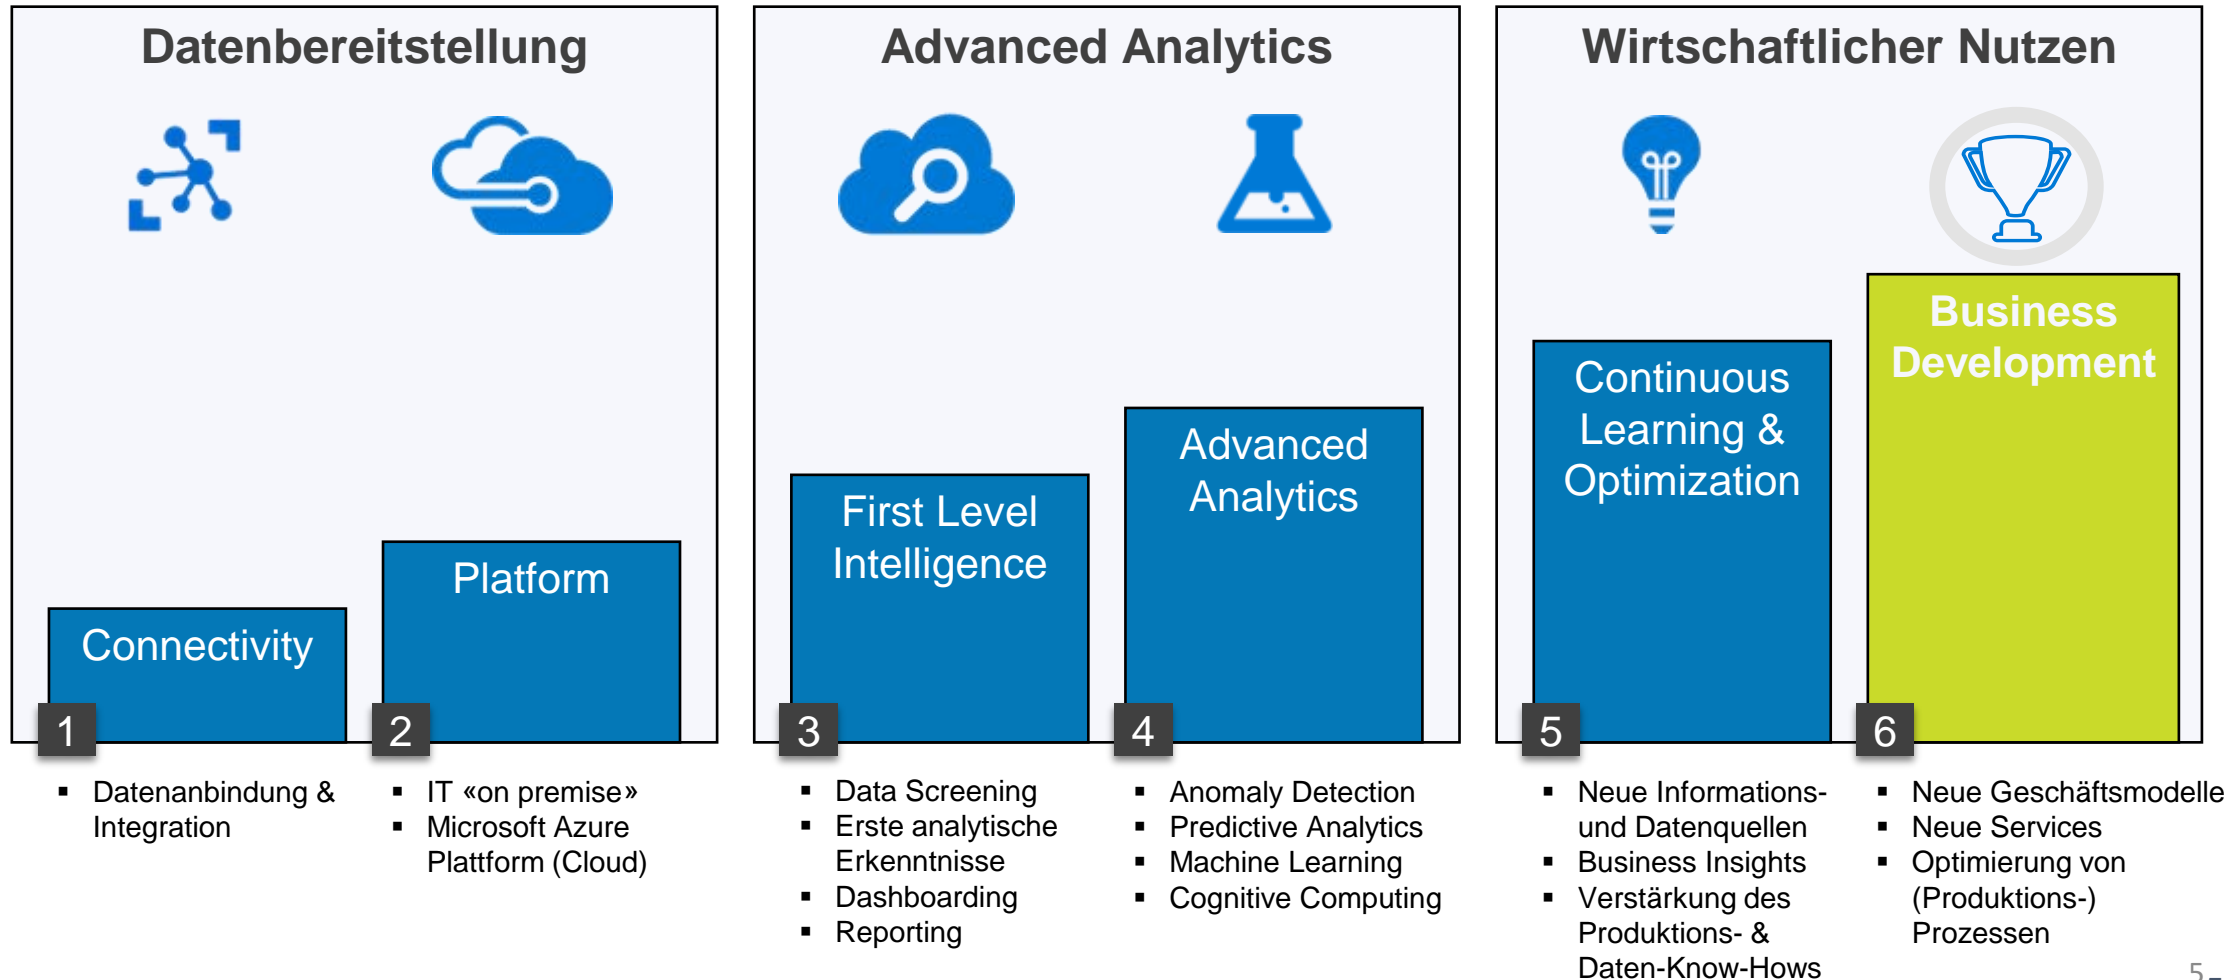 Datenbereitstellung
Connectivity
1
Platform
2
▪ Datenanbindung &
Integration
▪ IT «on premise»
▪ Microsoft Azure
Plattform (Cloud)
Advanced Analytics
First Level
Intelligence
3
Advanced
Analytics
4
▪ Data Screening
▪ Erste analytische
Erkenntnisse
▪ Dashboarding
▪ Reporting
▪ Anomaly Detection
▪ Predictive Analytics
▪ Machine Learning
▪ Cognitive Computing
Wirtschaftlicher Nutzen
Continuous
Learning &
Optimization
5
Business
Development
6
▪ Neue Informations-
und Datenquellen
▪ Business Insights
▪ Verstärkung des
Produktions- &
Daten-Know-Hows
▪ Neue Geschäftsmodelle
▪ Neue Services
▪ Optimierung von
(Produktions-)
Prozessen
5